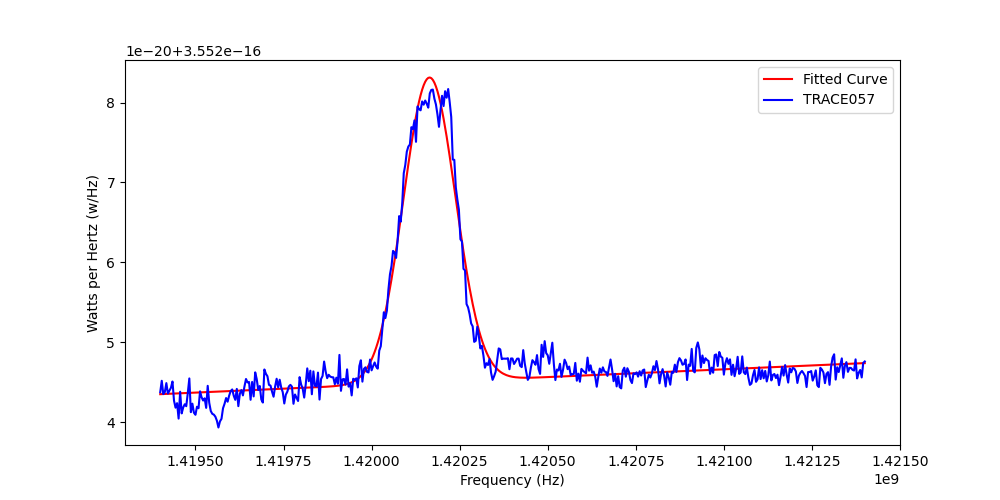 1e−20+3.552e−16
Fitted Curve
TRACE057
8
7
6
5
4
Watts per Hertz (w/Hz)
1.41950 1.41975 1.42000 1.42025 1.42050 1.42075 1.42100 1.42125 1.42150
1e9
Frequency (Hz)